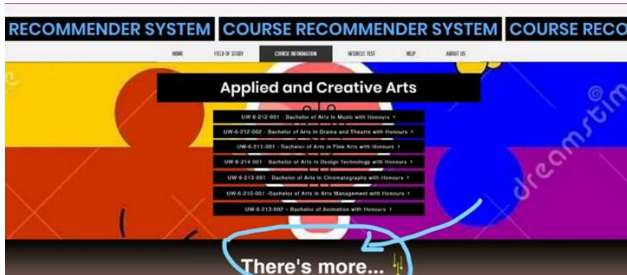 RECOMMENDER SYSTEM COURSE RECOMMENDER SYSTEM COURSE RECO
HOME FIELD OF STUDY COURSE INFORMATION INTEREST TEST HELP ABOUT US
Applied and Creative Arts
UW-6-212-001 - Bachelor of Arts in Music with Honours >
UW-6-212-002 - Bachelor of Arts in Drama and Theatre with Honours >
UW-6-211-001 - Bachelor of Arts in Fine Arts with Honours >
UW-6-214-001 - Bachelor of Arts in Design Technology with Honours >
UW-6-213-001 - Bachelor of Arts in Cinematography with Honours >
UW-6-210-001 -Bachelor of Arts in Arts Management with Honours >
UW-6-213-002 - Bachelor of Animation with Honours >
dreamstim
There's more...